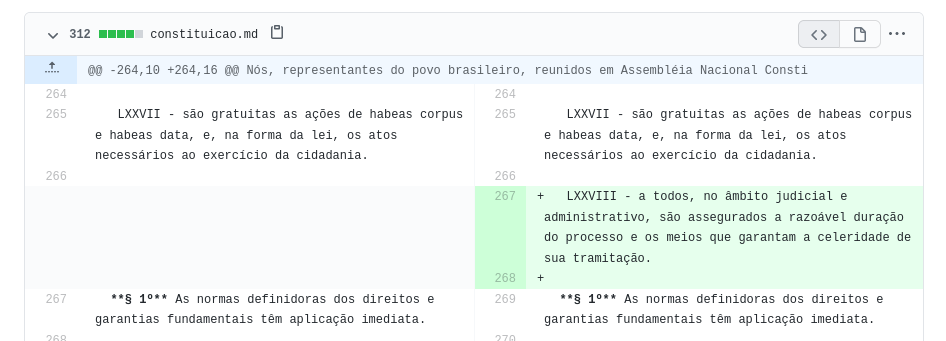 312 constituicao.md
@@ -264,10 +264,16 @@ Nós, representantes do povo brasileiro, reunidos em Assembléia Nacional Consti
264
265 LXXVII - são gratuitas as ações de habeas corpus
e habeas data, e, na forma da lei, os atos
necessários ao exercício da cidadania.
266
267 **§ 1º** As normas definidoras dos direitos e
garantias fundamentais têm aplicação imediata.
268
264
265 LXXVII - são gratuitas as ações de habeas corpus
e habeas data, e, na forma da lei, os atos
necessários ao exercício da cidadania.
266
267 + LXXVIII - a todos, no âmbito judicial e
administrativo, são assegurados a razoável duração
do processo e os meios que garantam a celeridade de
sua tramitação.
268 +
269 **§ 1º** As normas definidoras dos direitos e
garantias fundamentais têm aplicação imediata.
270